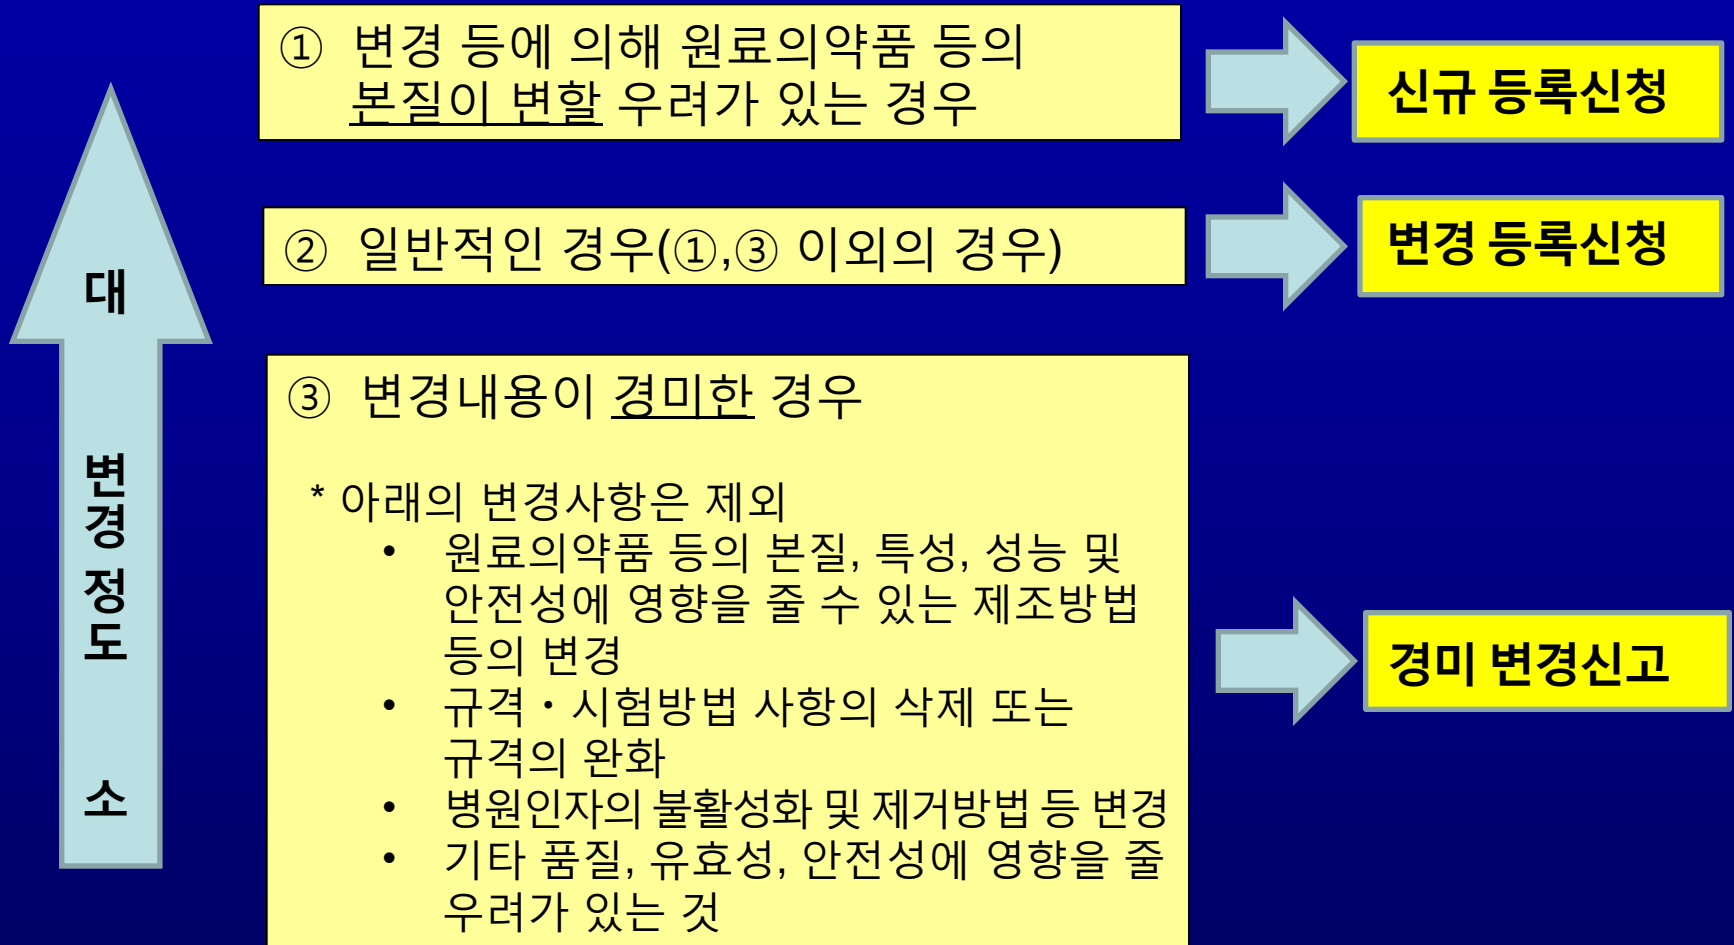 ① 변경 등에 의해 원료의약품 등의
본질이 변할 우려가 있는 경우
신규 등록신청
② 일반적인 경우(①,③ 이외의 경우)
변경 등록신청
③ 변경내용이 경미한 경우
* 아래의 변경사항은 제외
• 원료의약품 등의 본질, 특성, 성능 및
안전성에 영향을 줄 수 있는 제조방법
등의 변경
• 규격・시험방법 사항의 삭제 또는
규격의 완화
• 병원인자의 불활성화 및 제거방법 등 변경
• 기타 품질, 유효성, 안전성에 영향을 줄
우려가 있는 것
경미 변경신고
대
변경 정도
소